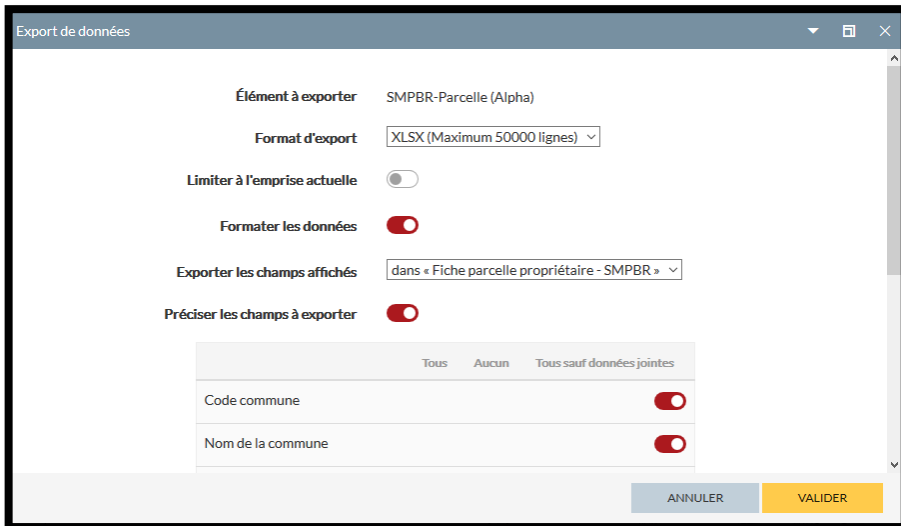 Export de données
Élément à exporter SMPBR-Parcelle (Alpha)
Format d'export XLSX (Maximum 50000 lignes)
Limiter à l'emprise actuelle
Formater les données
Exporter les champs affichés dans « Fiche parcelle propriétaire - SMPBR »
Préciser les champs à exporter
Tous Aucun Tous sauf données jointes
Code commune
Nom de la commune
ANNULER VALIDER